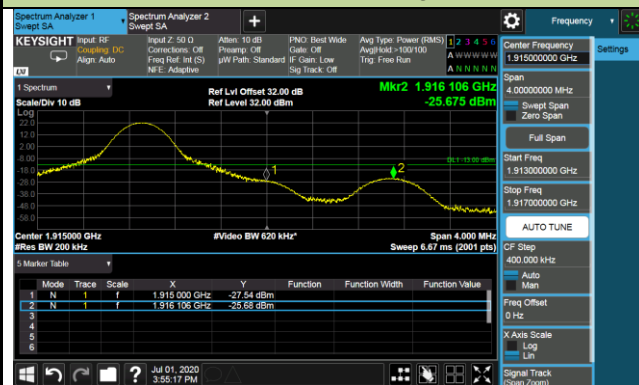 Spectrum Analyzer 1
Swept SA
Spectrum Analyzer 2
Swept SA
+
Frequency
KEYSIGHT
Input: RF
Coupling: DC
Align: Auto
Input Z: 50 Ω
Corrections: Off
Freq Ref: Int (S)
NFE: Adaptive
Atten: 10 dB
Preamp: Off
µW Path: Standard
PNO: Best Wide
Gate: Off
IF Gain: Low
Sig Track: Off
Avg Type: Power (RMS)
Avg|Hold:>100/100
Trig: Free Run
1 2 3 4 5 6
A W W W W W
A N N N N N
LXI
1 Spectrum
Scale/Div 10 dB
Log
Ref Lvl Offset 32.00 dB
Ref Level 32.00 dBm
Mkr2 1.916 106 GHz
-25.675 dBm
22.0
12.0
2.00
-8.00
-18.0
-28.0
-38.0
-48.0
-58.0
DL1 -13.00 dBm
1
2
Center 1.915000 GHz
#Res BW 200 kHz
#Video BW 620 kHz*
Span 4.000 MHz
Sweep 6.67 ms (2001 pts)
5 Marker Table
Mode Trace Scale X Y Function Function Width Function Value
1 N 1 f 1.915 000 GHz -27.54 dBm
2 N 1 f 1.916 106 GHz -25.68 dBm
3
4
5
6
?
Jul 01, 2020
3:55:17 PM
Center Frequency
1.915000000 GHz
Settings
Span
4.00000000 MHz
Swept Span
Zero Span
Full Span
Start Freq
1.913000000 GHz
Stop Freq
1.917000000 GHz
AUTO TUNE
CF Step
400.000 kHz
Auto
Man
Freq Offset
0 Hz
X Axis Scale
Log
Lin
Signal Track
(Span Zoom)